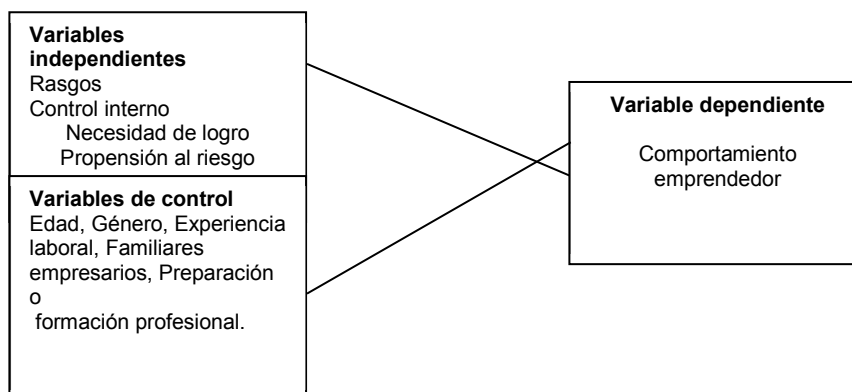 Variables
independientes
Rasgos
Control interno
Necesidad de logro
Propensión al riesgo
Variables de control
Edad, Género, Experiencia
laboral, Familiares
empresarios, Preparación
o
formación profesional.
Variable dependiente
Comportamiento
emprendedor